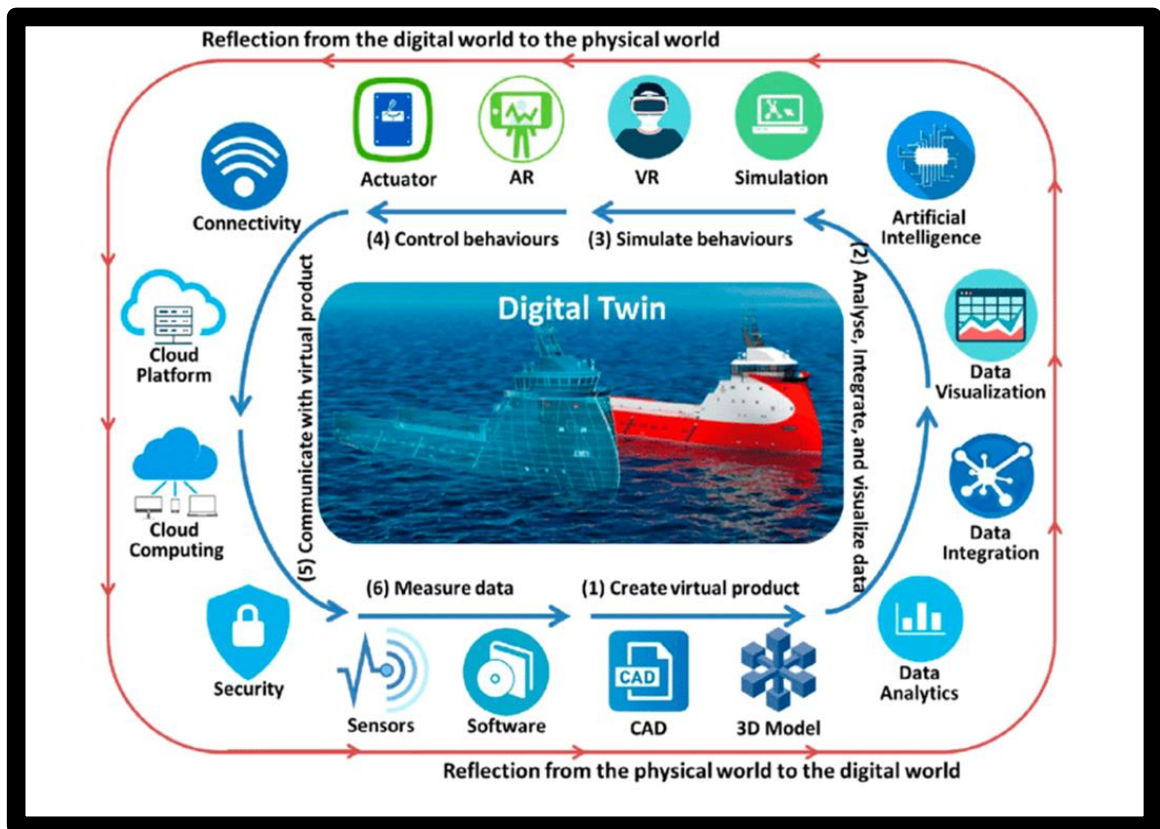 Reflection from the digital world to the physical world
Actuator
AR
VR
Simulation
Connectivity
Artificial
Intelligence
(4) Control behaviours
(3) Simulate behaviours
(2) Analyse, Integrate, and visualize data
Digital Twin
(5) Communicate with virtual product
Cloud
Platform
Data
Visualization
Cloud
Computing
Data
Integration
(6) Measure data
(1) Create virtual product
Security
Sensors
Software
CAD
CAD
3D Model
Data
Analytics
Reflection from the physical world to the digital world